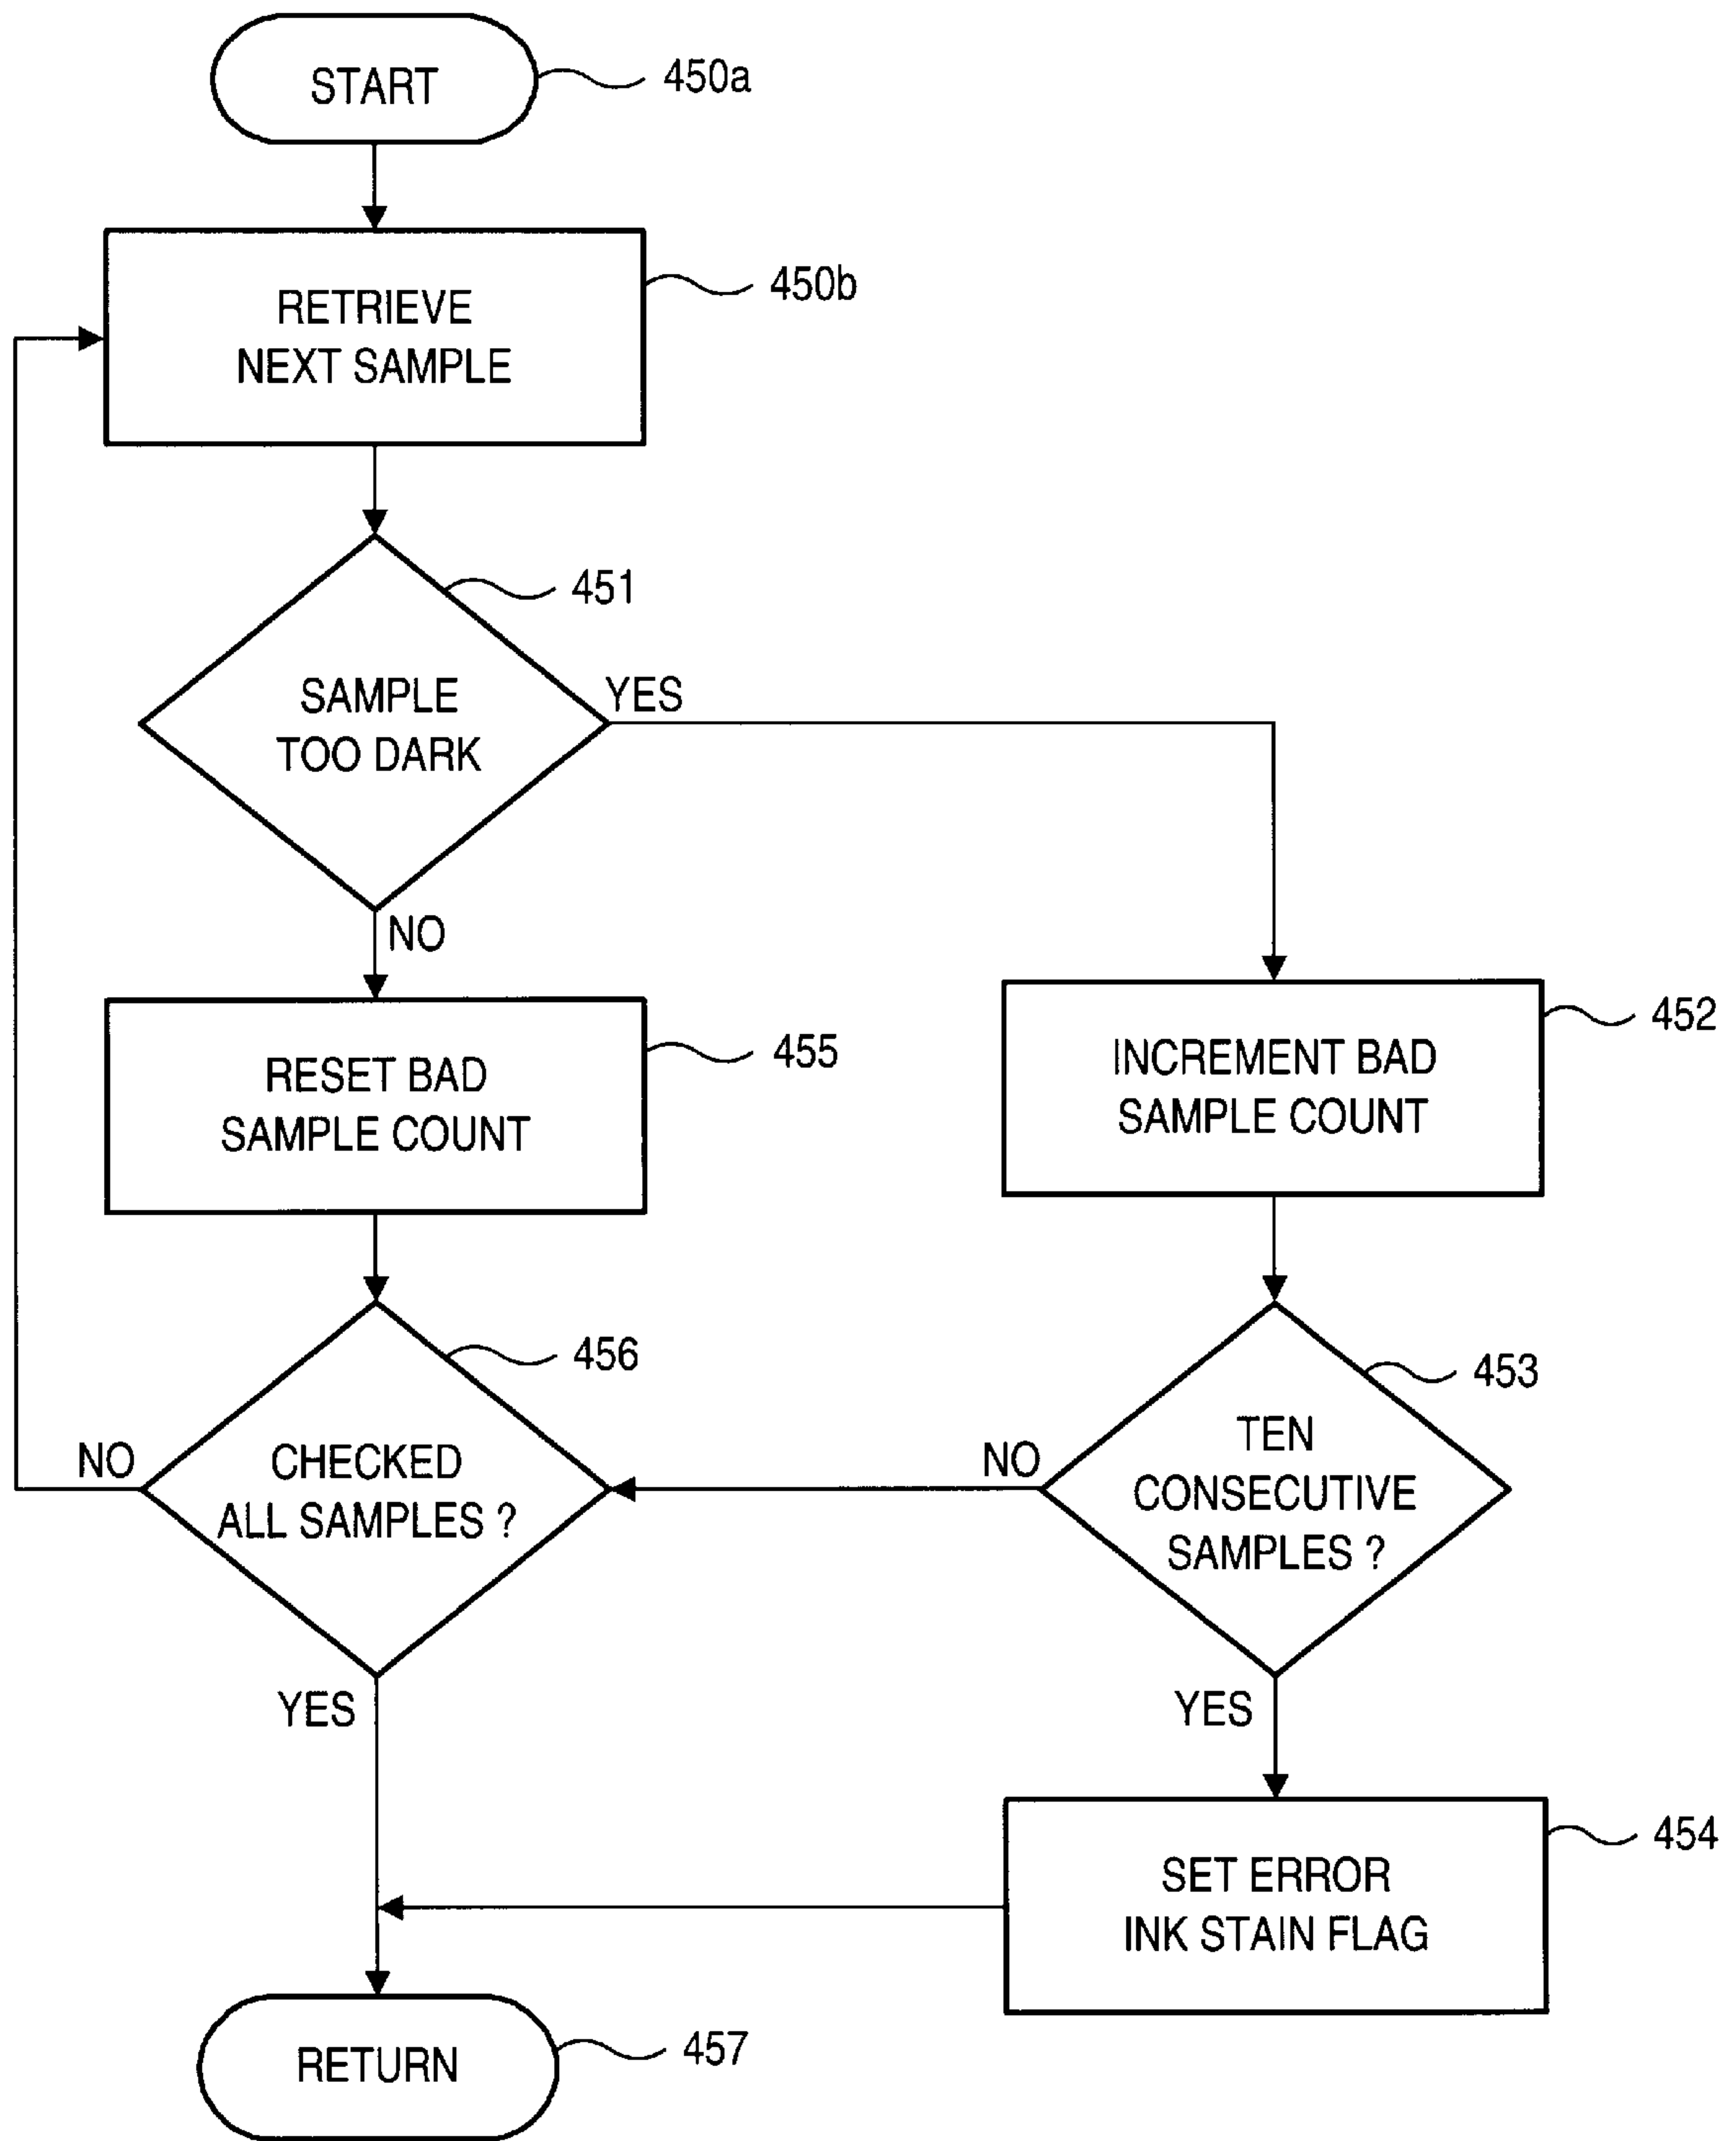 START
450a
RETRIEVE
NEXT SAMPLE
450b
451
SAMPLE
TOO DARK
YES
NO
RESET BAD
SAMPLE COUNT
455
INCREMENT BAD
SAMPLE COUNT
452
456
CHECKED
ALL SAMPLES ?
NO
YES
453
TEN
CONSECUTIVE
SAMPLES ?
NO
YES
SET ERROR
INK STAIN FLAG
454
RETURN
457